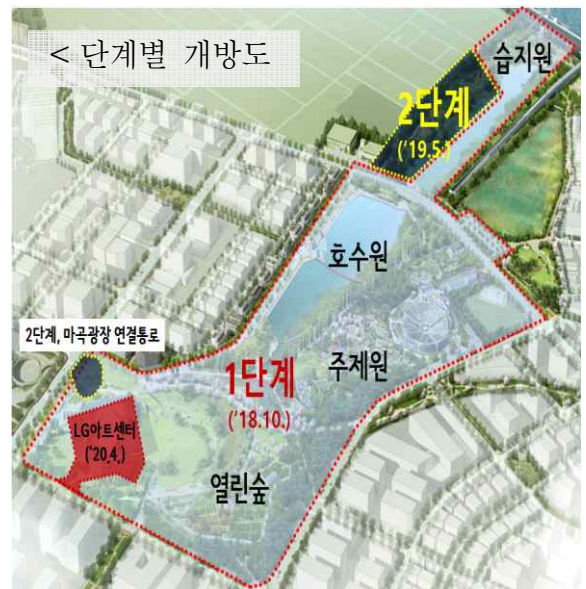 < 단계별 개방도
습지원
2단계
('19.5.)
호수원
2단계, 마곡광장 연결통로
1단계
('18.10.)
주제원
LG아트센터
('20.4.)
열린숲